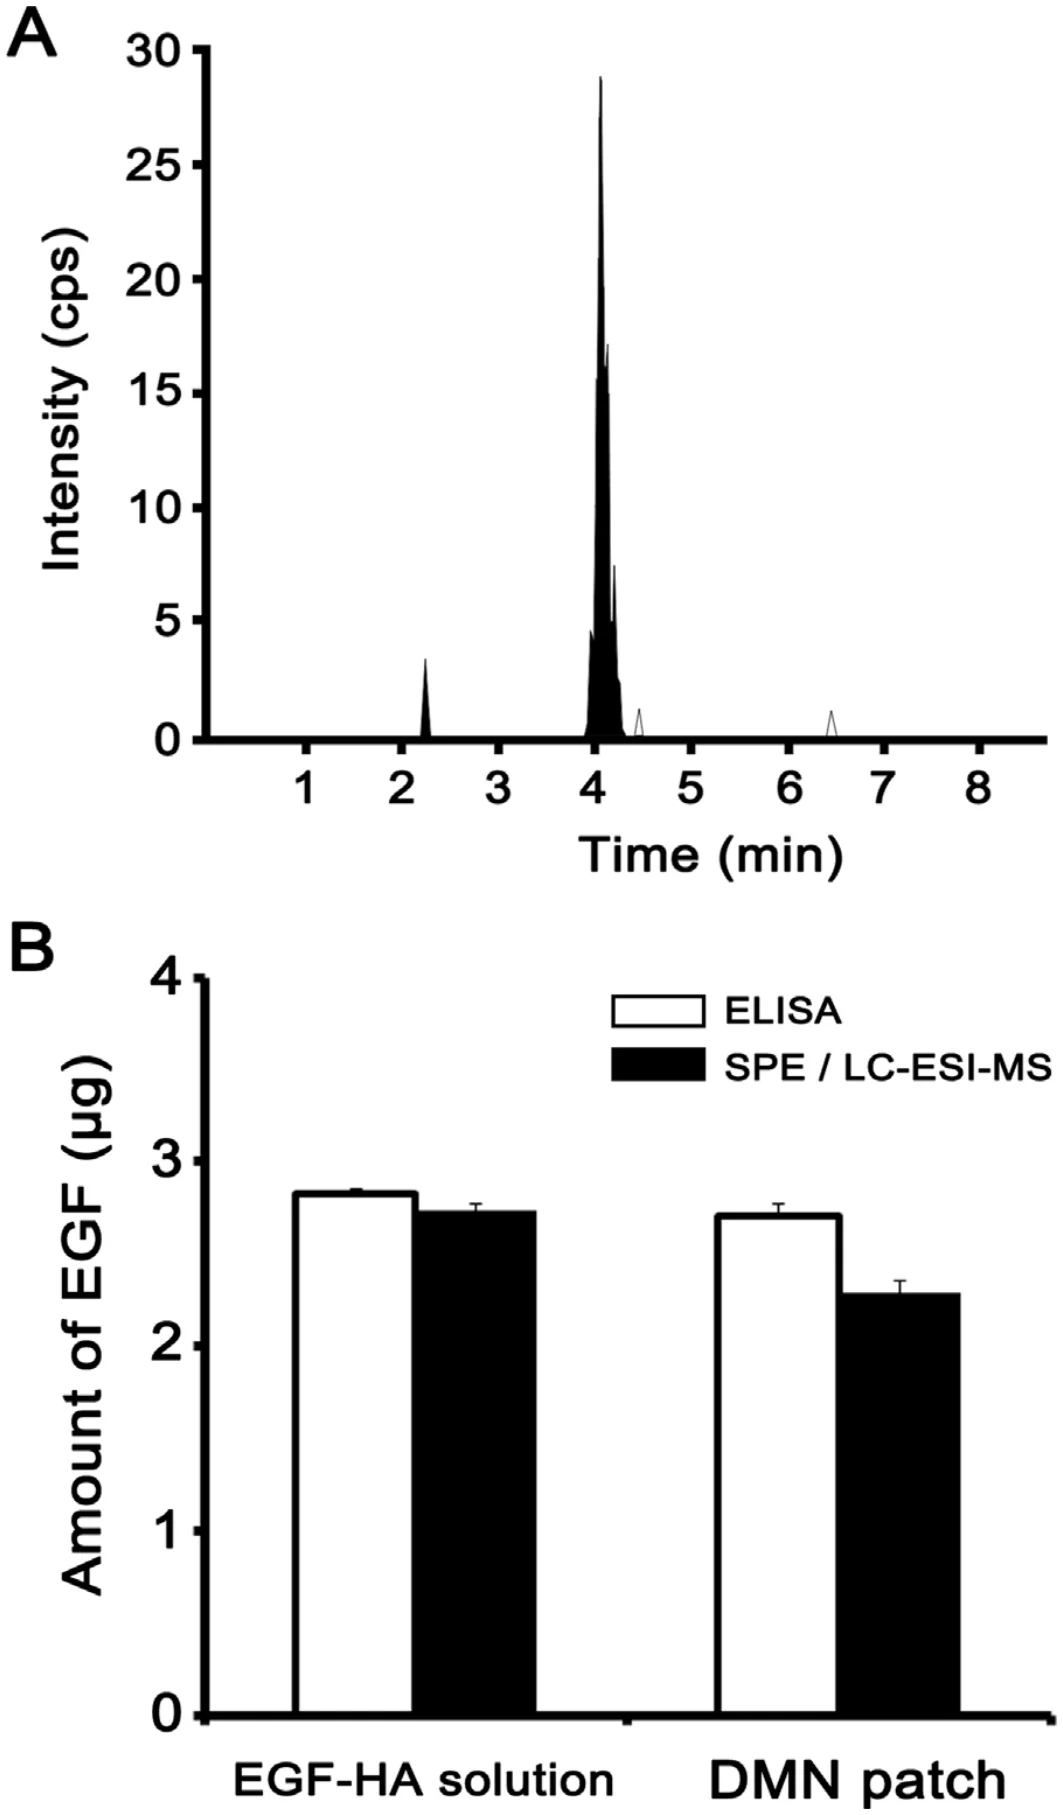 A
30
25
20
15
10
5
0
Intensity (cps)
1 2 3 4 5 6 7 8
Time (min)
B
4
3
2
1
0
Amount of EGF (µg)
ELISA
SPE / LC-ESI-MS
EGF-HA solution DMN patch